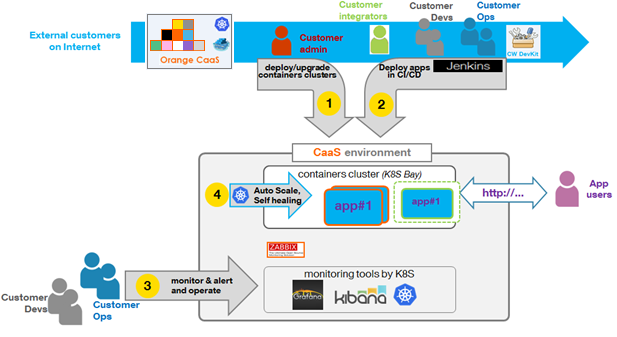 External customers
on Internet
Orange CaaS
Customer
admin
Customer
integrators
Customer
Devs
Customer
Ops
CW DevKit
deploy/upgrade
containers clusters
Deploy apps
in CI/CD
Jenkins
1
2
CaaS environment
containers cluster (K8S Bay)
4
Auto Scale,
Self healing
app#1
app#1
http://...
App
users
ZABBIX
monitoring tools by K8S
Grafana
kibana
3
monitor & alert
and operate
Customer
Devs
Customer
Ops